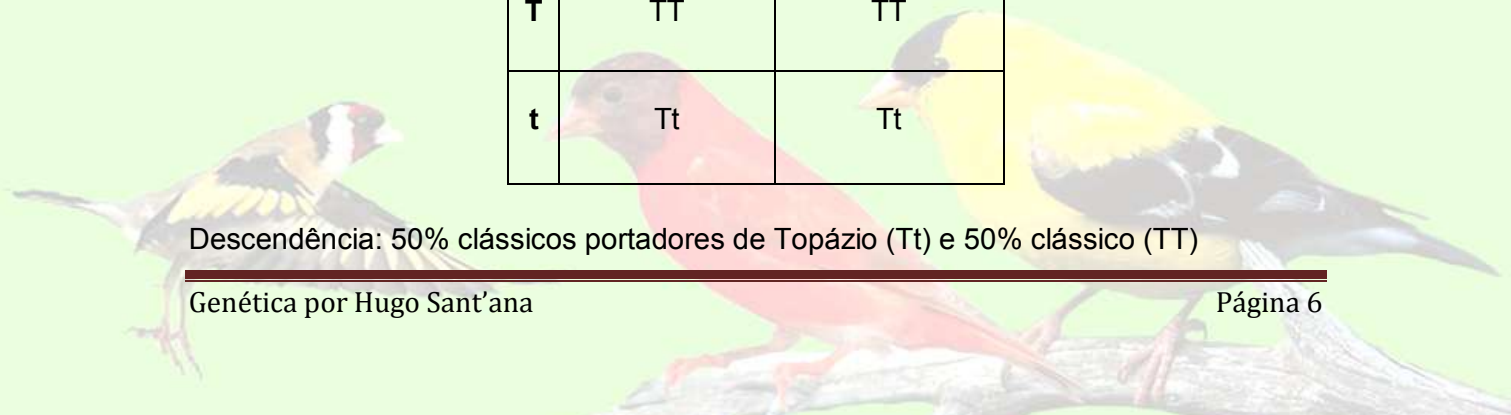 T TT TT
t Tt Tt
Descendência: 50% clássicos portadores de Topázio (Tt) e 50% clássico (TT)
Genética por Hugo Sant’ana Página 6